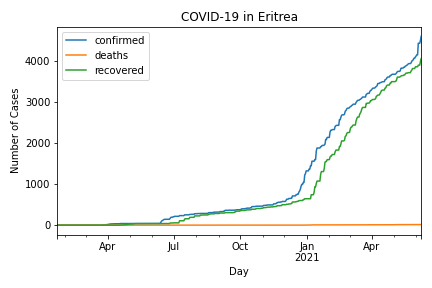 COVID-19 in Eritrea
confirmed
deaths
recovered
Number of Cases
4000
3000
2000
1000
0
Apr Jul Oct Jan Apr
2021
Day